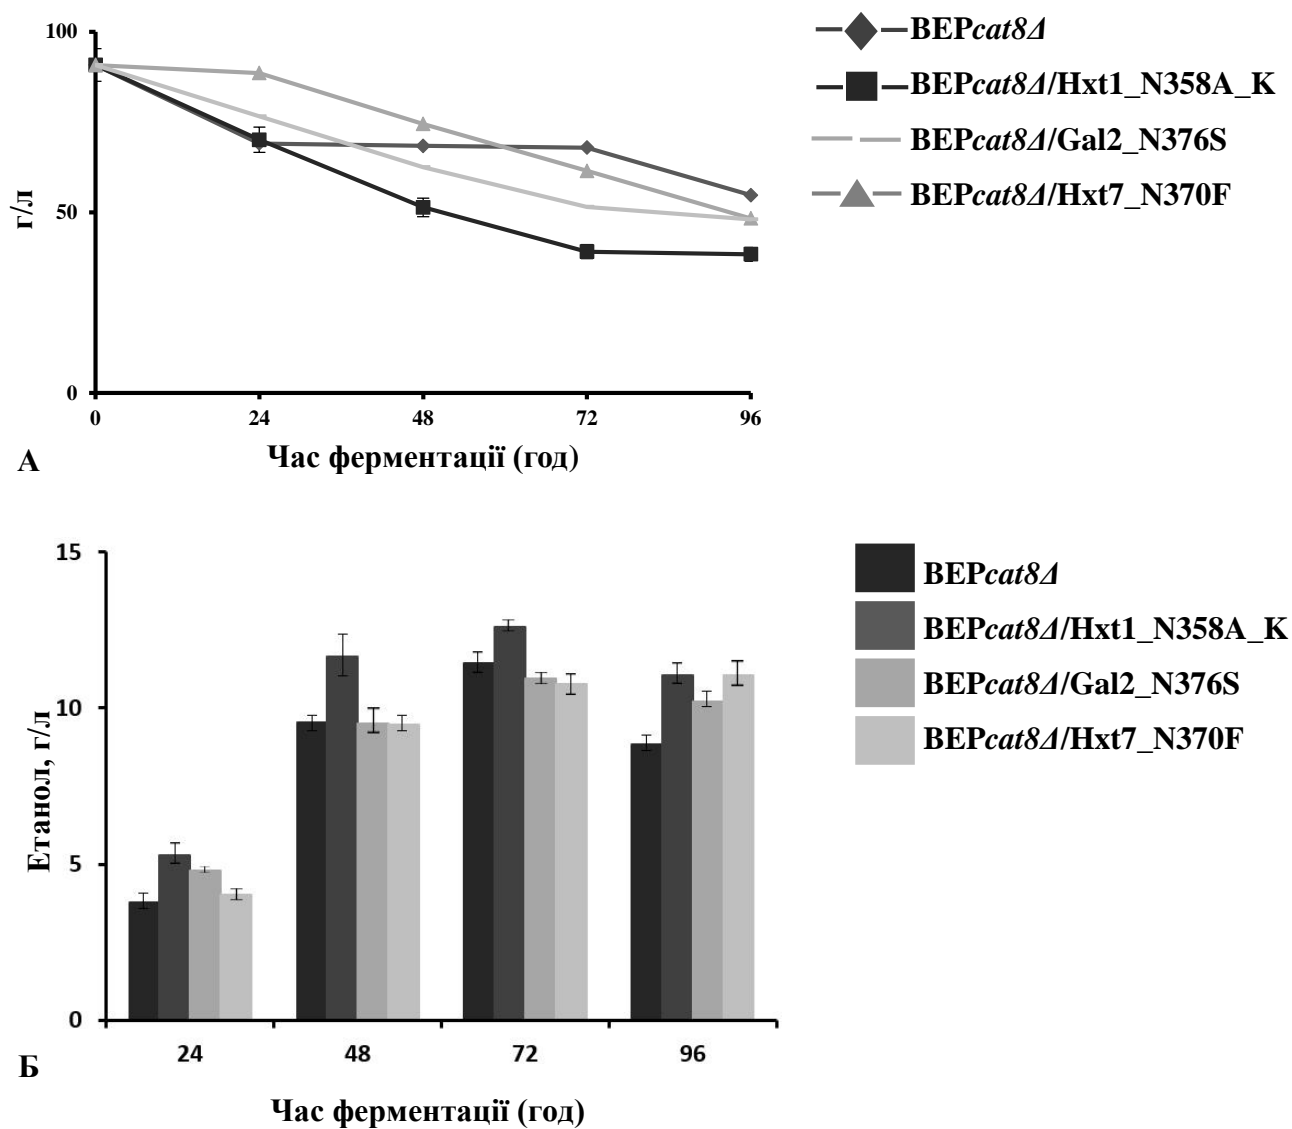 100
50
0
г/л
0 24 48 72 96
Час ферментації (год)
А
BEPcat8Δ
BEPcat8Δ/Hxt1_N358A_K
BEPcat8Δ/Gal2_N376S
BEPcat8Δ/Hxt7_N370F
15
10
5
0
Етанол, г/л
24 48 72 96
Час ферментації (год)
Б
BEPcat8Δ
BEPcat8Δ/Hxt1_N358A_K
BEPcat8Δ/Gal2_N376S
BEPcat8Δ/Hxt7_N370F